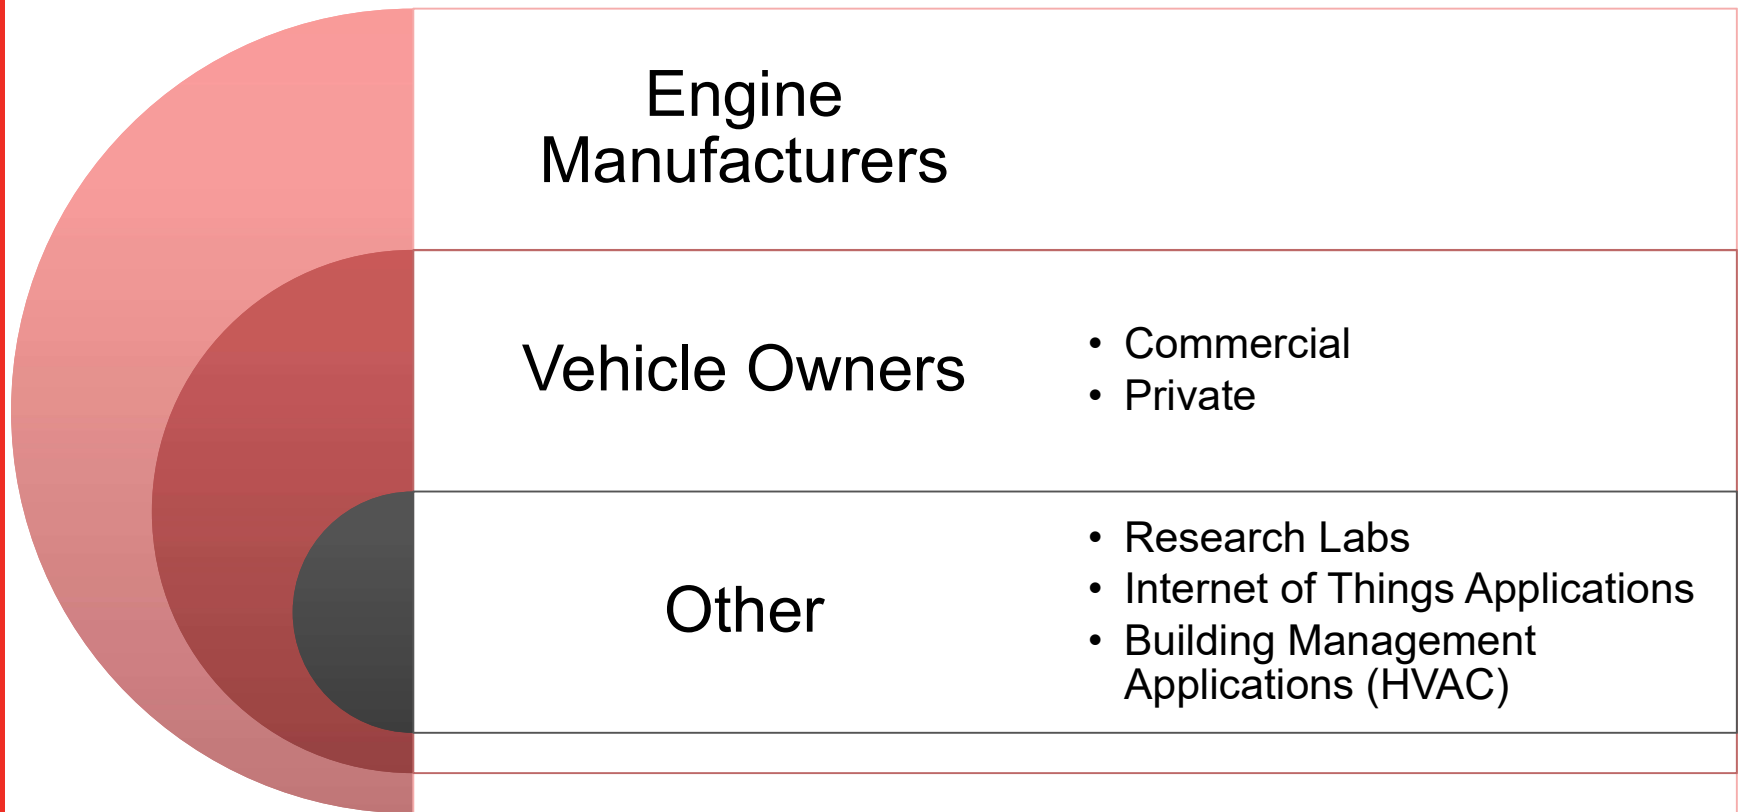 Engine
Manufacturers
Vehicle Owners
• Commercial
• Private
Other
• Research Labs
• Internet of Things Applications
• Building Management
Applications (HVAC)